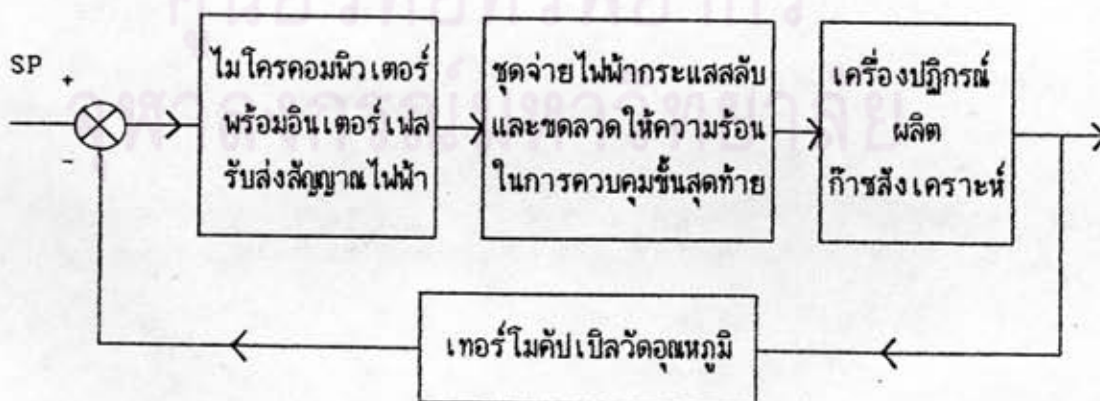 SP
+
-
ไมโครคอมพิวเตอร์
พร้อมอินเตอร์เฟส
รับส่งสัญญาณไฟฟ้า
ชุดจ่ายไฟฟ้ากระแสสลับ
และขดลวดให้ความร้อน
ในการควบคุมขั้นสุดท้าย
เครื่องปฏิกรณ์
ผลิต
ก๊าซสังเคราะห์
เทอร์โมคัปเปิลวัดอุณหภูมิ